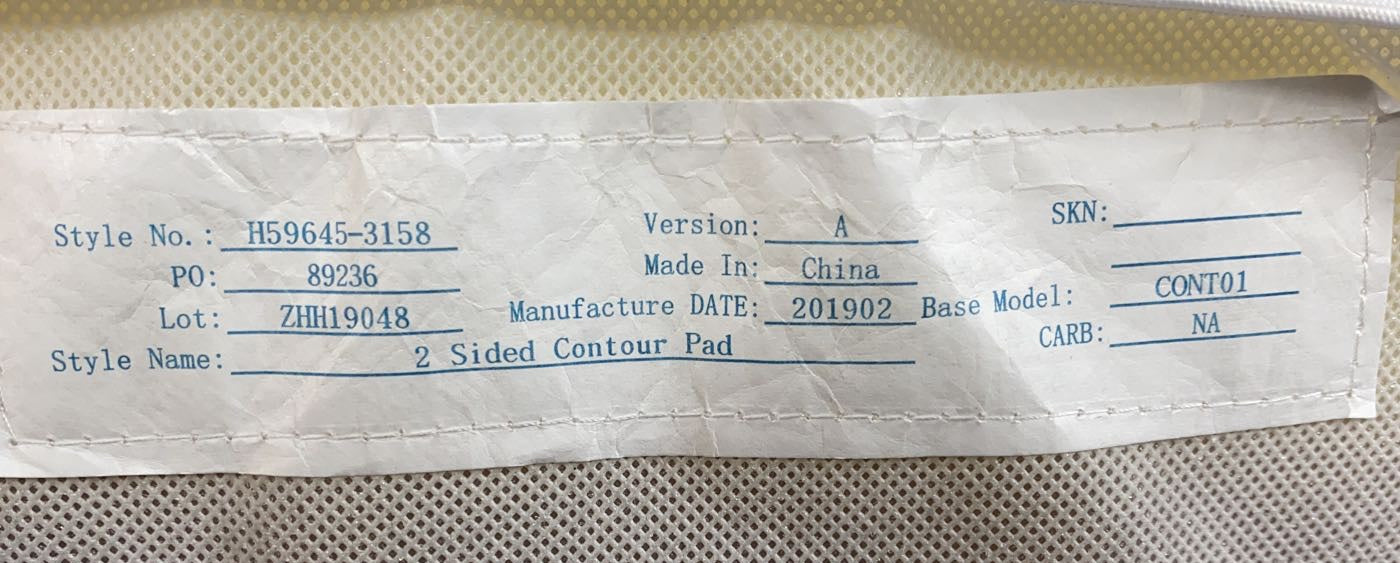 Style No.: H59645-3158 Version: A SKN:
PO: 89236 Made In: China
Lot: ZHH19048 Manufacture DATE: 201902 Base Model: CONT01
Style Name: 2 Sided Contour Pad CARB: NA